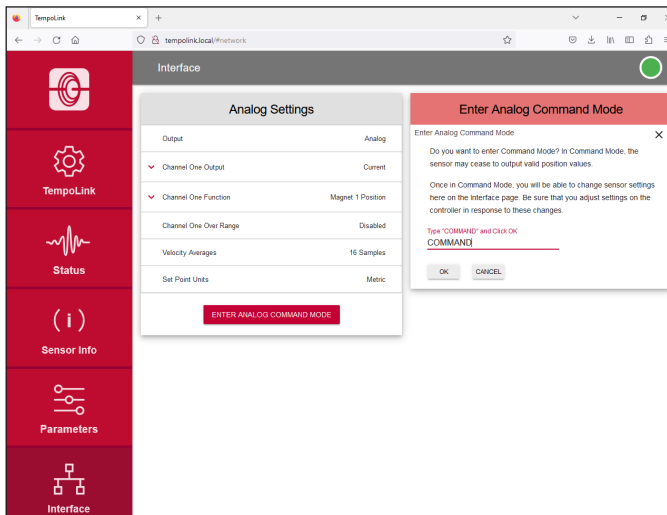 TempoLink
tempolink.local/#network
Interface
TempoLink
Status
(i)
Sensor Info
Parameters
Interface
Analog Settings
Output Analog
Channel One Output Current
Channel One Function Magnet 1 Position
Channel One Over Range Disabled
Velocity Averages 16 Samples
Set Point Units Metric
ENTER ANALOG COMMAND MODE
Enter Analog Command Mode
Enter Analog Command Mode
Do you want to enter Command Mode? In Command Mode, the
sensor may cease to output valid position values.
Once in Command Mode, you will be able to change sensor settings
here on the Interface page. Be sure that you adjust settings on the
controller in response to these changes.
Type "COMMAND" and Click OK
COMMAND
OK CANCEL